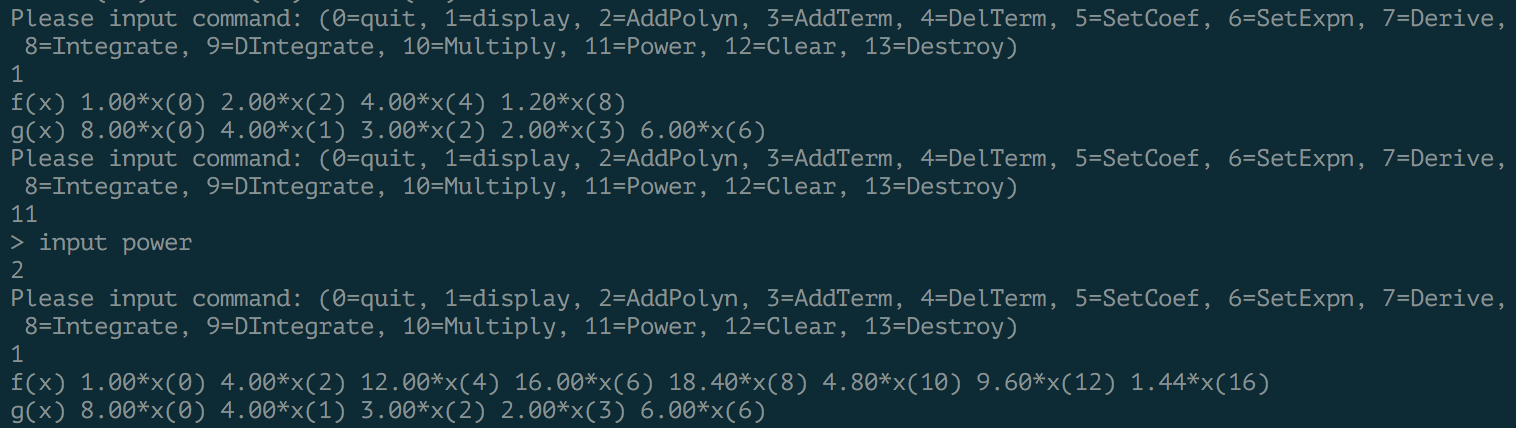 Please input command: (0=quit, 1=display, 2=AddPolyn, 3=AddTerm, 4=DelTerm, 5=SetCoef, 6=SetExpn, 7=Derive,
8=Integrate, 9=DIntegrate, 10=Multiply, 11=Power, 12=Clear, 13=Destroy)
1
f(x) 1.00*x(0) 2.00*x(2) 4.00*x(4) 1.20*x(8)
g(x) 8.00*x(0) 4.00*x(1) 3.00*x(2) 2.00*x(3) 6.00*x(6)
Please input command: (0=quit, 1=display, 2=AddPolyn, 3=AddTerm, 4=DelTerm, 5=SetCoef, 6=SetExpn, 7=Derive,
8=Integrate, 9=DIntegrate, 10=Multiply, 11=Power, 12=Clear, 13=Destroy)
11
> input power
2
Please input command: (0=quit, 1=display, 2=AddPolyn, 3=AddTerm, 4=DelTerm, 5=SetCoef, 6=SetExpn, 7=Derive,
8=Integrate, 9=DIntegrate, 10=Multiply, 11=Power, 12=Clear, 13=Destroy)
1
f(x) 1.00*x(0) 4.00*x(2) 12.00*x(4) 16.00*x(6) 18.40*x(8) 4.80*x(10) 9.60*x(12) 1.44*x(16)
g(x) 8.00*x(0) 4.00*x(1) 3.00*x(2) 2.00*x(3) 6.00*x(6)